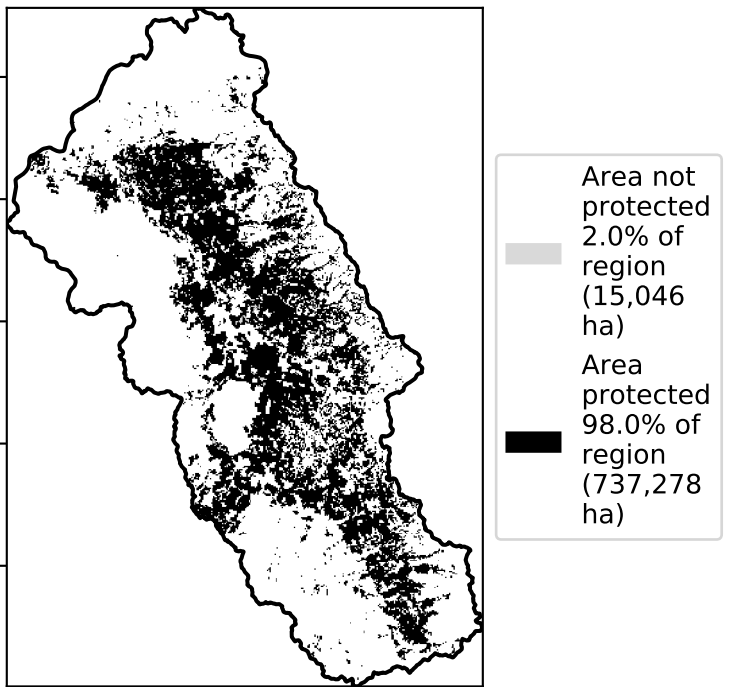 Area not
protected
2.0% of
region
(15,046
ha)
Area
protected
98.0% of
region
(737,278
ha)